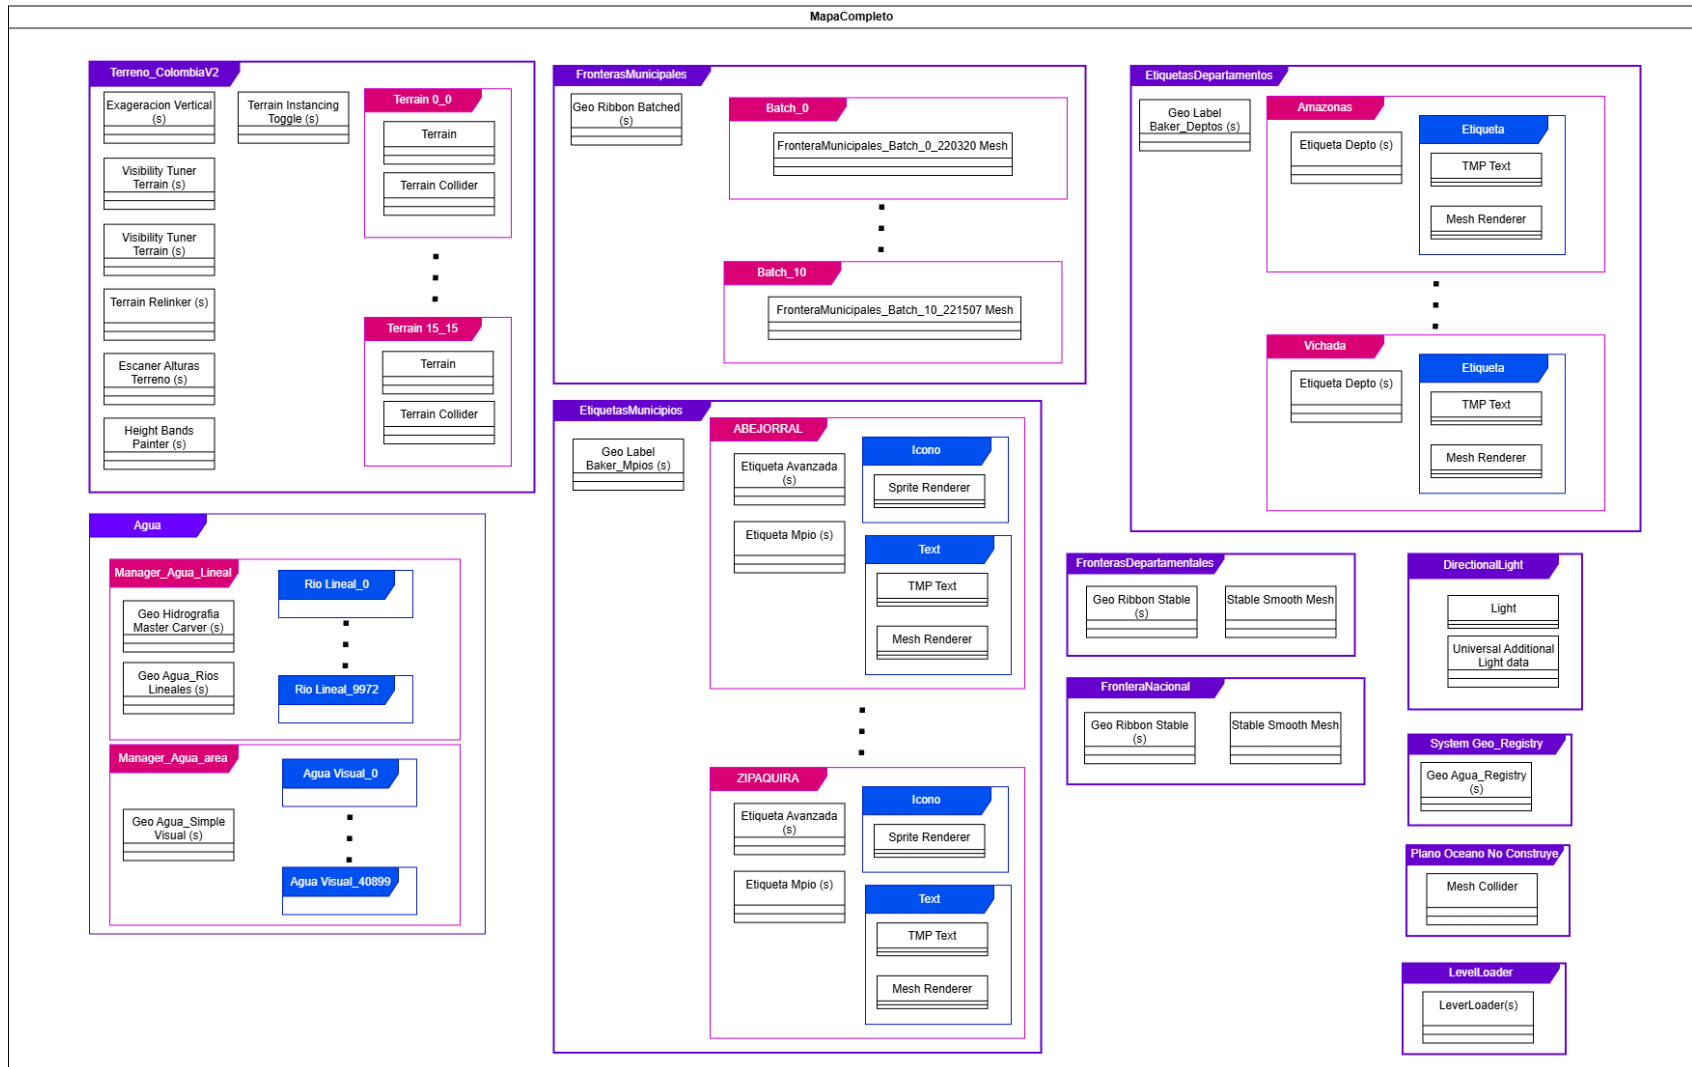 MapaCompleto
Terreno_ColombiaV2
Exageracion Vertical
(s)
Terrain Instancing
Toggle (s)
Visibility Tuner
Terrain (s)
Visibility Tuner
Terrain (s)
Terrain Relinker (s)
Escaner Alturas
Terreno (s)
Height Bands
Painter (s)
Terrain 0_0
Terrain
Terrain Collider
Terrain 15_15
Terrain
Terrain Collider
FronterasMunicipales
Geo Ribbon Batched
(s)
Batch_0
FronteraMunicipales_Batch_0_220320 Mesh
Batch_10
FronteraMunicipales_Batch_10_221507 Mesh
EtiquetasDepartamentos
Geo Label
Baker_Deptos (s)
Amazonas
Etiqueta Depto (s)
Etiqueta
TMP Text
Mesh Renderer
Vichada
Etiqueta Depto (s)
Etiqueta
TMP Text
Mesh Renderer
Agua
Manager_Agua_Lineal
Geo Hidrografia
Master Carver (s)
Geo Agua_Rios
Lineales (s)
Rio Lineal_0
Rio Lineal_9972
Manager_Agua_area
Geo Agua_Simple
Visual (s)
Agua Visual_0
Agua Visual_40899
EtiquetasMunicipios
Geo Label
Baker_Mpios (s)
ABEJORRAL
Etiqueta Avanzada
(s)
Etiqueta Mpio (s)
Icono
Sprite Renderer
Text
TMP Text
Mesh Renderer
ZIPAQUIRA
Etiqueta Avanzada
(s)
Etiqueta Mpio (s)
Icono
Sprite Renderer
Text
TMP Text
Mesh Renderer
FronterasDepartamentales
Geo Ribbon Stable
(s)
Stable Smooth Mesh
FronteraNacional
Geo Ribbon Stable
(s)
Stable Smooth Mesh
DirectionalLight
Light
Universal Additional
Light data
System Geo_Registry
Geo Agua_Registry
(s)
Plano Oceano No Construye
Mesh Collider
LevelLoader
LeverLoader(s)